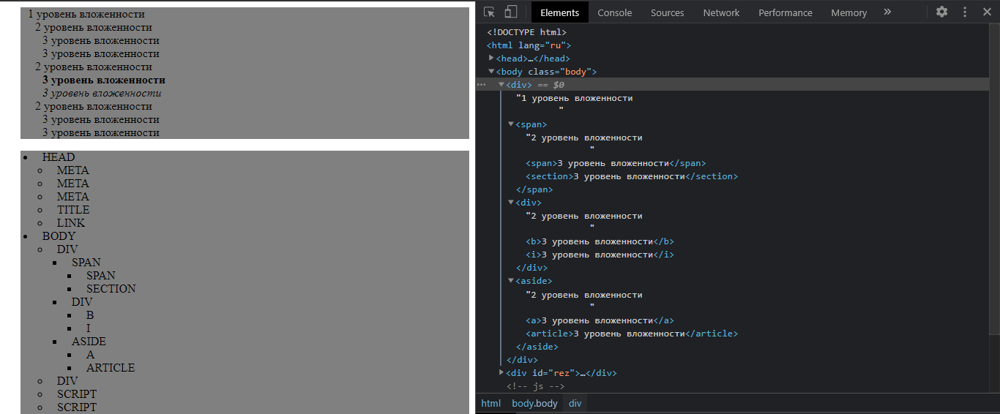 1 уровень вложенности
2 уровень вложенности
3 уровень вложенности
3 уровень вложенности
2 уровень вложенности
3 уровень вложенности
3 уровень вложенности
2 уровень вложенности
3 уровень вложенности
3 уровень вложенности
HEAD
META
META
META
TITLE
LINK
BODY
DIV
SPAN
SPAN
SECTION
DIV
B
I
ASIDE
A
ARTICLE
DIV
SCRIPT
SCRIPT
Elements Console Sources Network Performance Memory »
<!DOCTYPE html>
<html lang="ru">
<head>…</head>
<body class="body">
<div> == $0
"1 уровень вложенности
"
<span>
"2 уровень вложенности
"
<span>3 уровень вложенности</span>
<section>3 уровень вложенности</section>
</span>
<div>
"2 уровень вложенности
"
<b>3 уровень вложенности</b>
<i>3 уровень вложенности</i>
</div>
<aside>
"2 уровень вложенности
"
<a>3 уровень вложенности</a>
<article>3 уровень вложенности</article>
</aside>
</div>
<div id="rez">…</div>
<!-- js -->
html body.body div